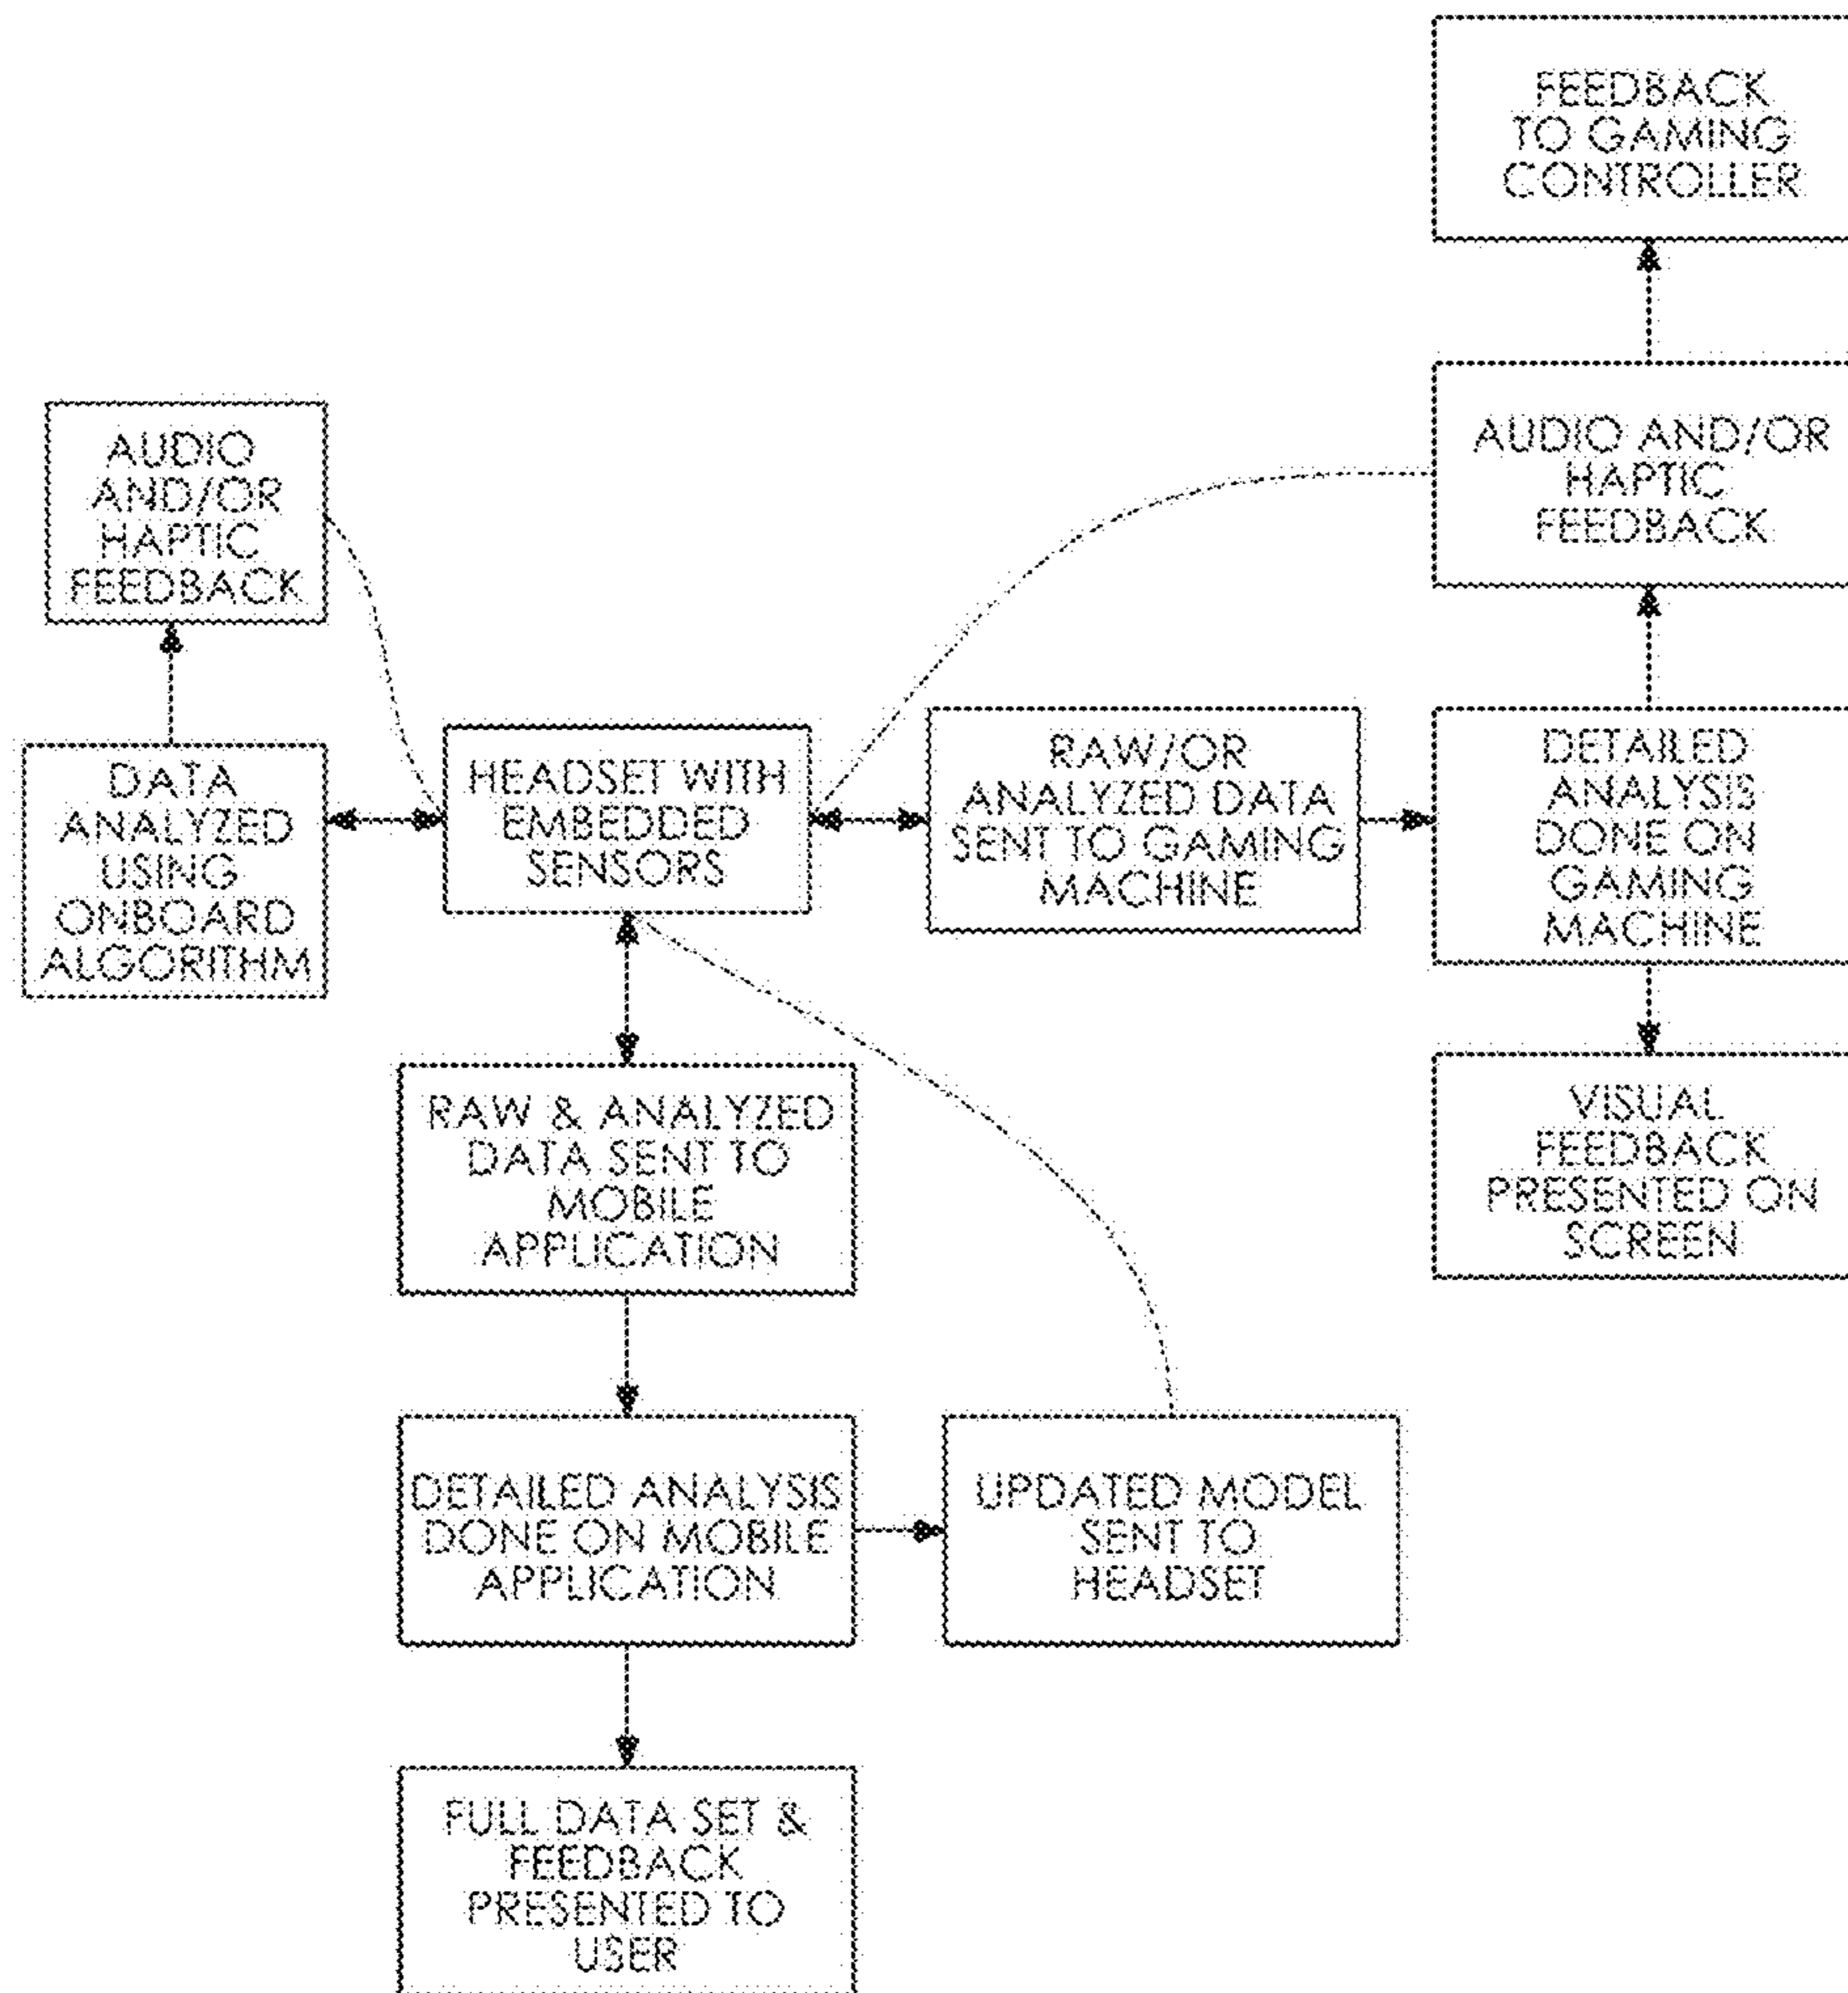 FEEDBACK
TO GAMING
CONTROLLER
AUDIO AND/OR
HAPTIC
FEEDBACK
AUDIO
AND/OR
HAPTIC
FEEDBACK
DATA
ANALYZED
USING
ONBOARD
ALGORITHM
HEADSET WITH
EMBEDDED
SENSORS
RAW/OR
ANALYZED DATA
SENT TO GAMING
MACHINE
DETAILED
ANALYSIS
DONE ON
GAMING
MACHINE
VISUAL
FEEDBACK
PRESENTED ON
SCREEN
RAW & ANALYZED
DATA SENT TO
MOBILE
APPLICATION
DETAILED ANALYSIS
DONE ON MOBILE
APPLICATION
UPDATED MODEL
SENT TO
HEADSET
FULL DATA SET &
FEEDBACK
PRESENTED TO
USER